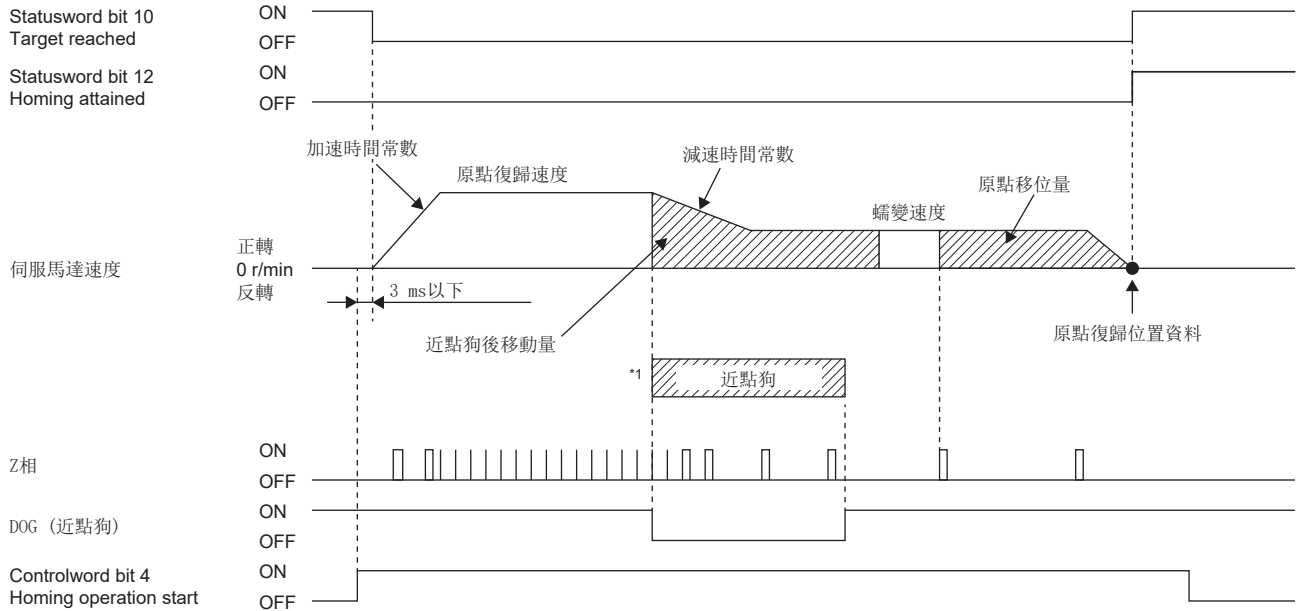 Statusword bit 10
Target reached
ON
OFF
Statusword bit 12
Homing attained
ON
OFF
加速時間常數
原點復歸速度
減速時間常數
原點移位量
蠕變速度
伺服馬達速度
正轉
0 r/min
反轉
3 ms以下
近點狗後移動量
原點復歸位置資料
*1
近點狗
Z相
ON
OFF
DOG (近點狗)
ON
OFF
Controlword bit 4
Homing operation start
ON
OFF